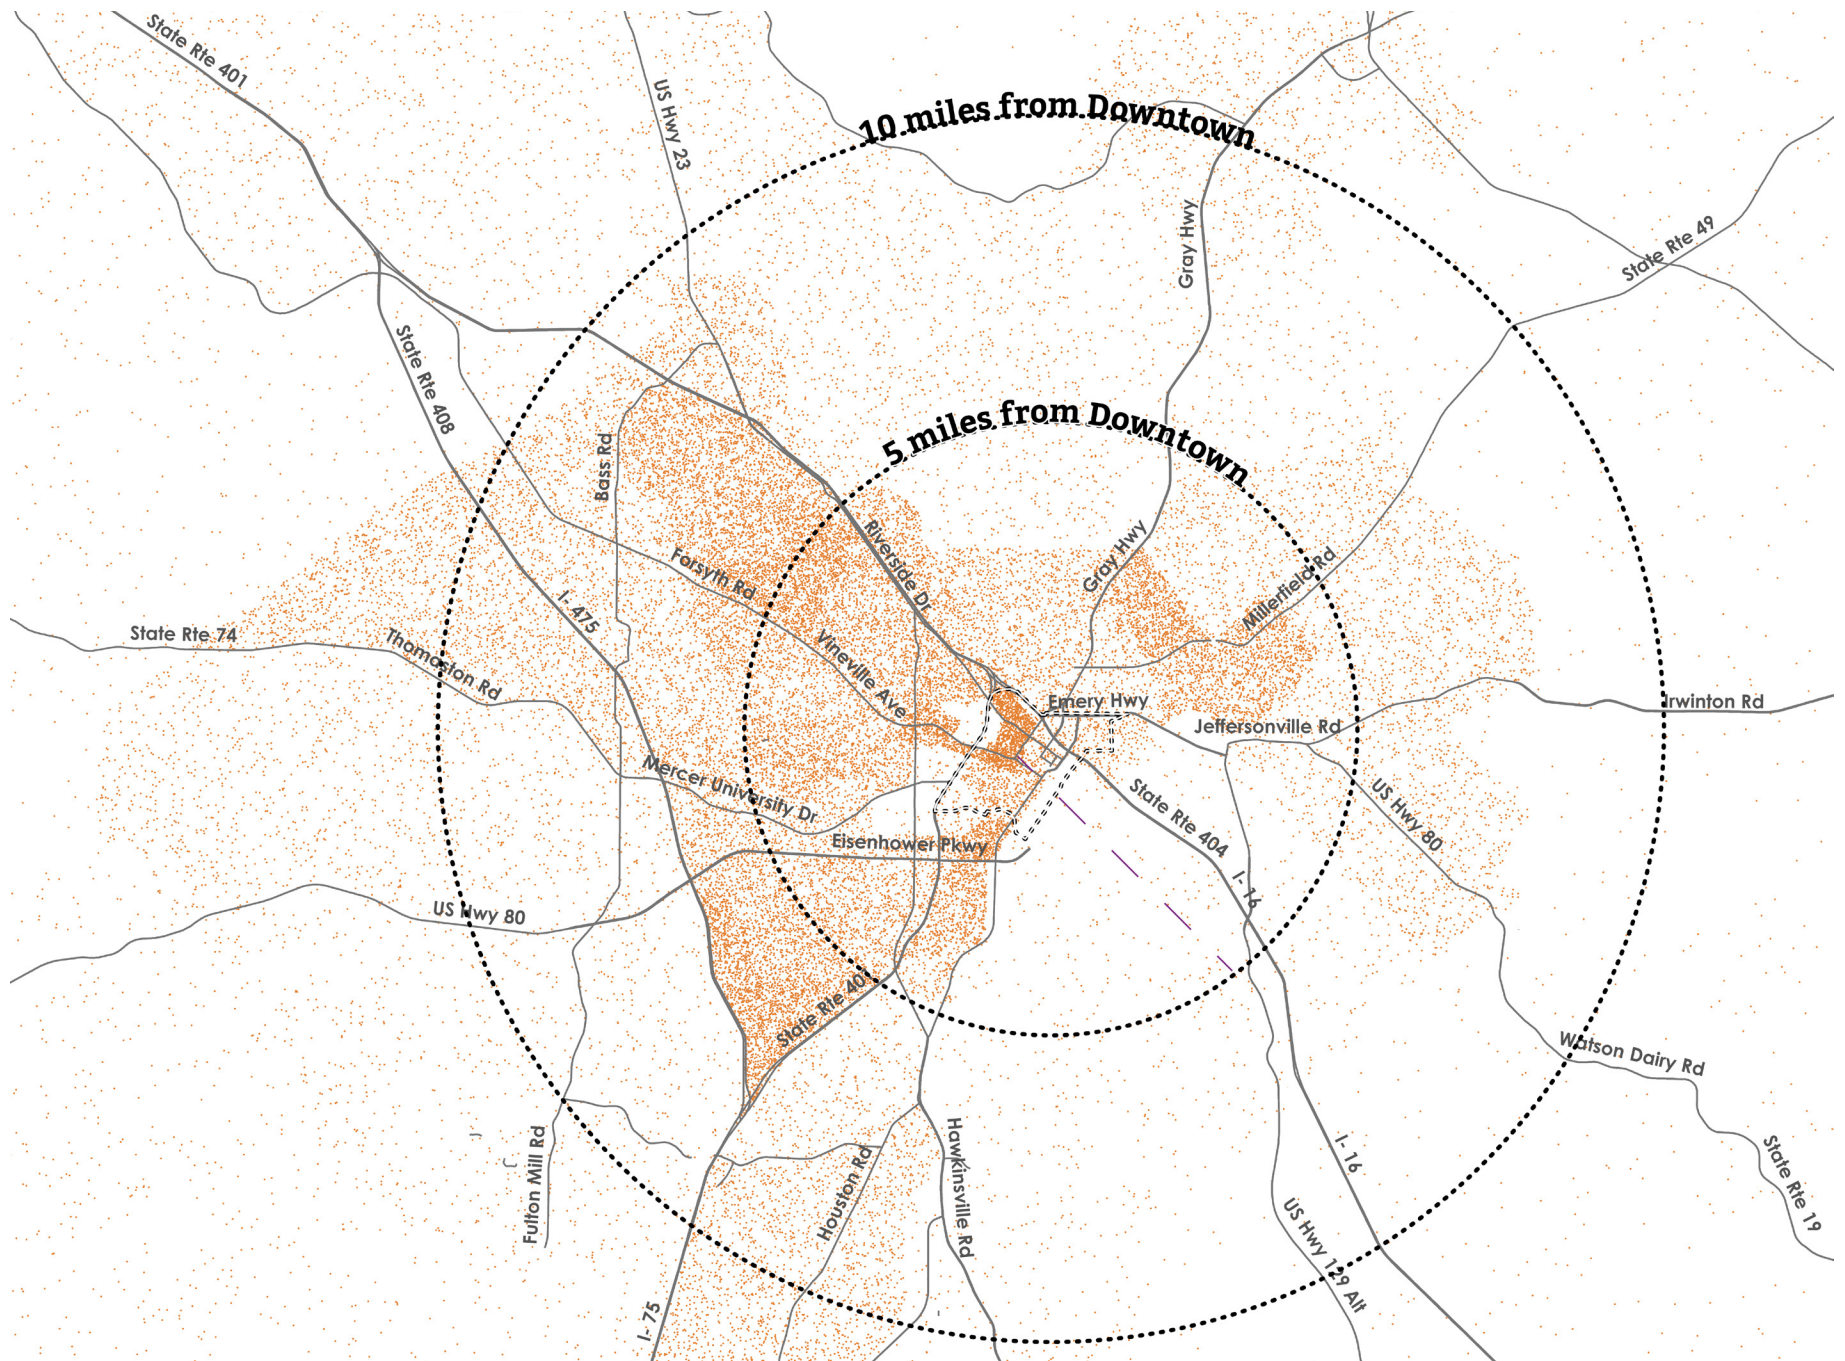 State Rte 401
US Hwy 23
10 miles from Downtown
Gray Hwy
State Rte 49
State Rte 408
5 miles from Downtown
Bass Rd
Riverside Dr
Forsyth Rd
Gray Hwy
Millerfield Rd
I- 475
State Rte 74
Thomaston Rd
Vineville Ave
Emery Hwy
Irwinton Rd
Jeffersonville Rd
Mercer University Dr
State Rte 404
US Hwy 80
Eisenhower Pkwy
I- 16
US Hwy 80
State Rte 40
Watson Dairy Rd
Fulton Mill Rd
Houston Rd
Hawkinsville Rd
I- 16
State Rte 19
US Hwy 129 Alt
I- 75